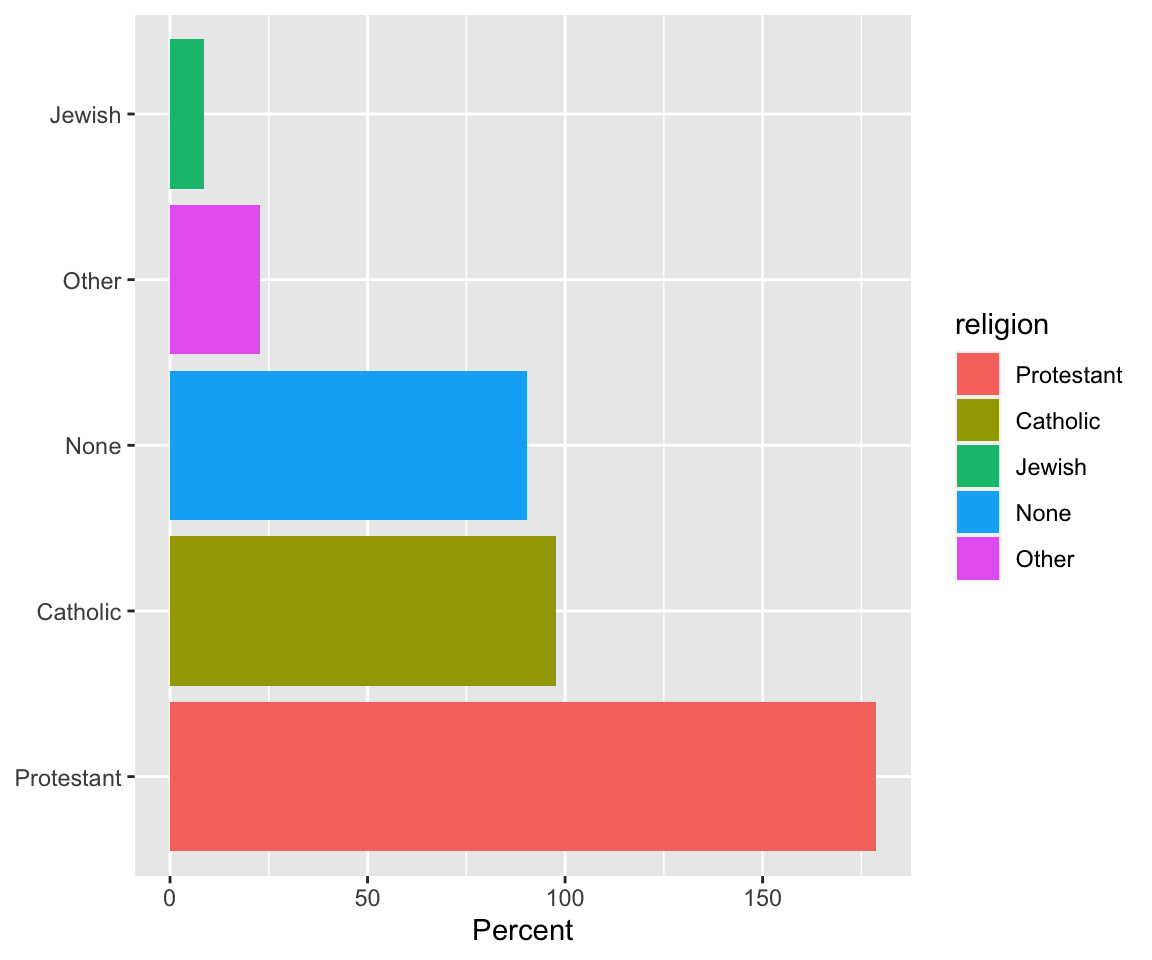 Jewish
Other
None
Catholic
Protestant
0 50 100 150
Percent
religion
Protestant
Catholic
Jewish
None
Other